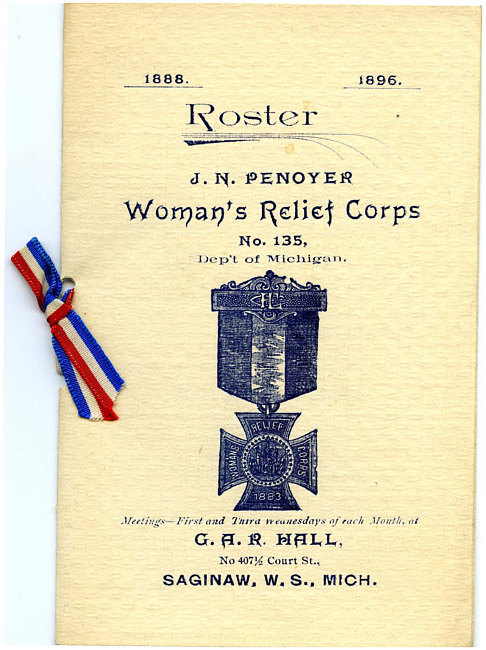 1888. 1896.
Roster
J. N. PENOYER
Woman's Relief Corps
No. 135,
Dep't of Michigan.
RELIEF
WOMANS CORPS
1883
Meetings—First and Third Wednesdays of each Month, at
G. A. R. HALL,
No 407½ Court St.,
SAGINAW, W. S., MICH.